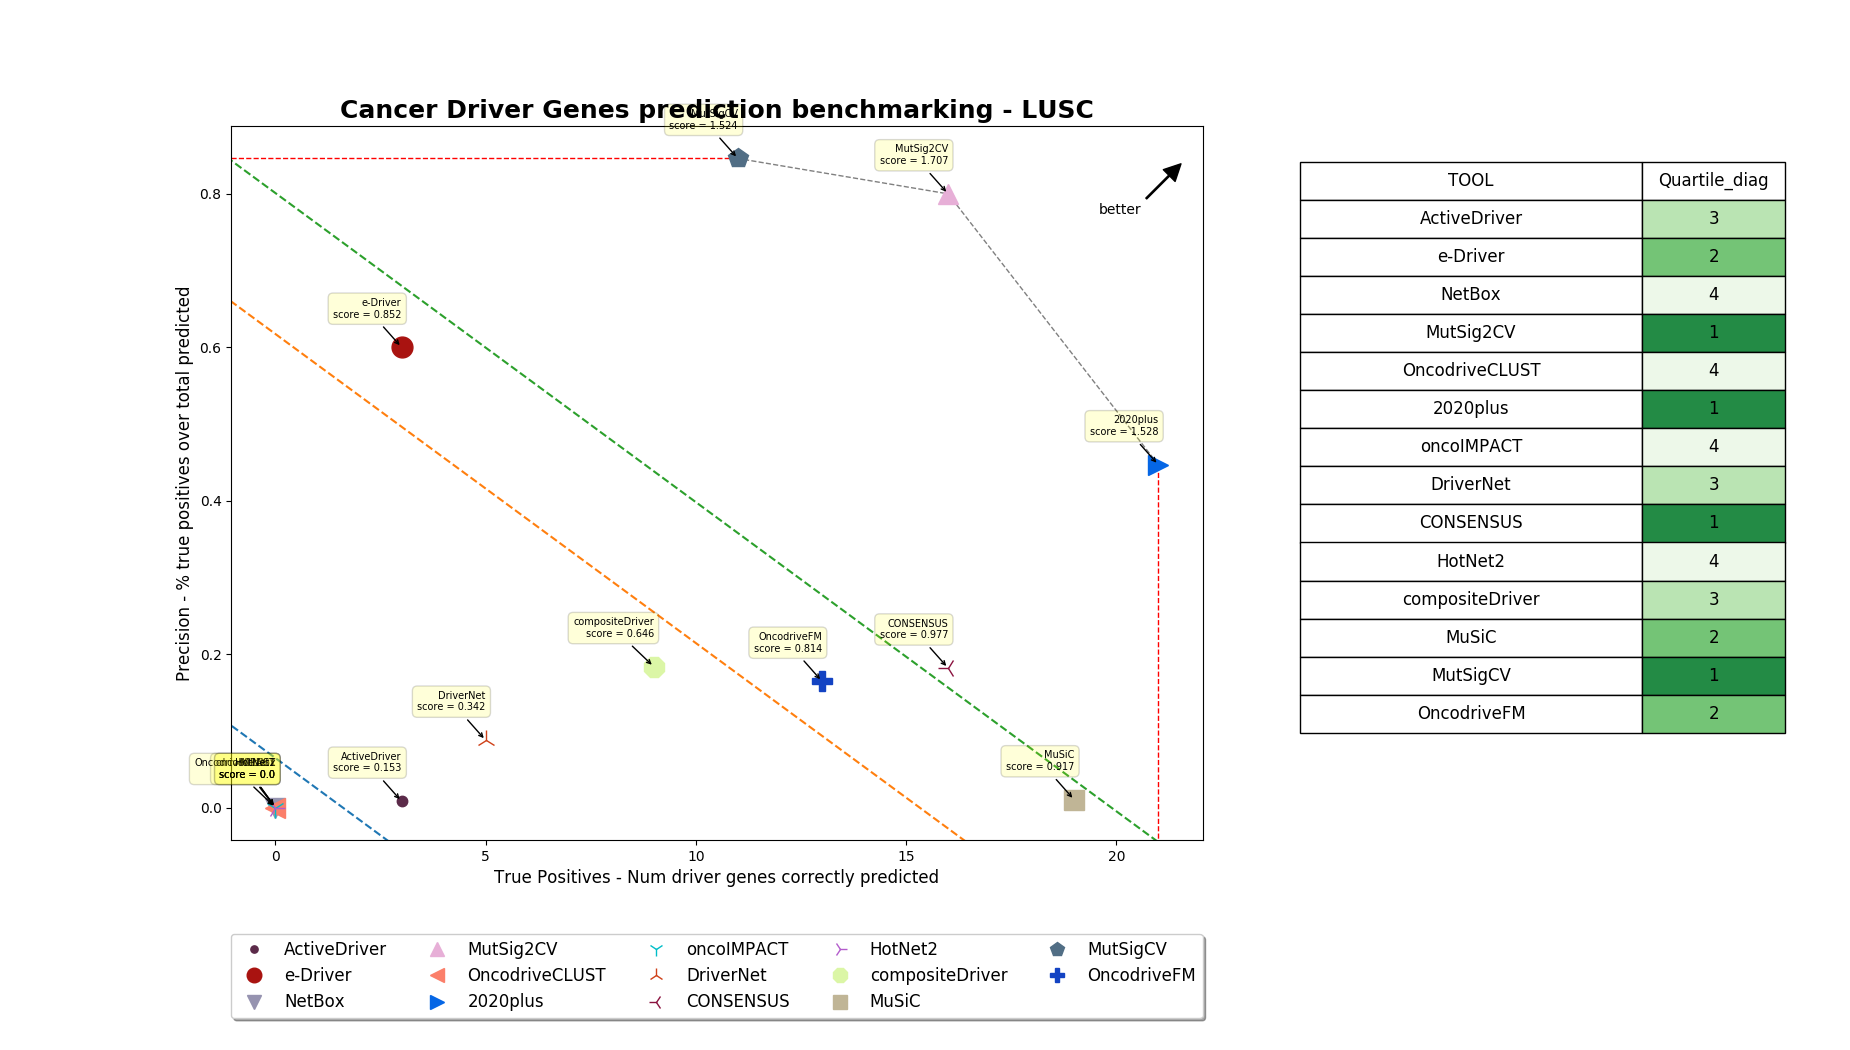 Cancer Driver Genes prediction benchmarking - LUSC
score = 1.524
MutSig2CV
score = 1.707
better
e-Driver
score = 0.852
2020plus
score = 1.528
compositeDriver
score = 0.646
OncodriveFM
score = 0.814
CONSENSUS
score = 0.977
DriverNet
score = 0.342
ActiveDriver
score = 0.153
MuSiC
score = 0.917
score = 0.0
Precision - % true positives over total predicted
0.8
0.6
0.4
0.2
0.0
0
5
10
15
20
True Positives - Num driver genes correctly predicted
ActiveDriver
e-Driver
NetBox
MutSig2CV
OncodriveCLUST
2020plus
oncoIMPACT
DriverNet
CONSENSUS
HotNet2
compositeDriver
MuSiC
MutSigCV
OncodriveFM
TOOL Quartile_diag
ActiveDriver 3
e-Driver 2
NetBox 4
MutSig2CV 1
OncodriveCLUST 4
2020plus 1
oncoIMPACT 4
DriverNet 3
CONSENSUS 1
HotNet2 4
compositeDriver 3
MuSiC 2
MutSigCV 1
OncodriveFM 2